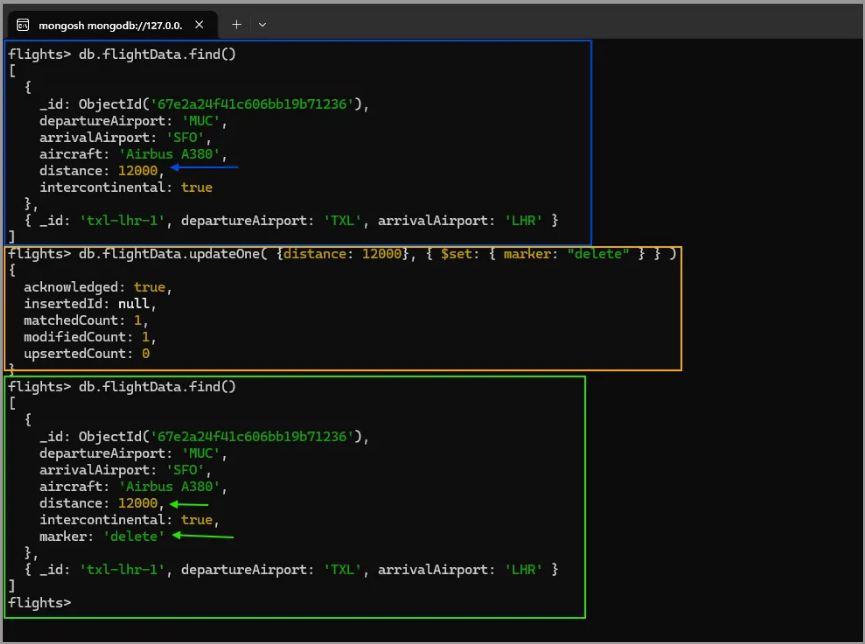 mongosh mongodb://127.0.0.
flights> db.flightData.find()
[
  {
    _id: ObjectId('67e2a24f41c606bb19b71236'),
    departureAirport: 'MUC',
    arrivalAirport: 'SFO',
    aircraft: 'Airbus A380',
    distance: 12000,
    intercontinental: true
  },
  { _id: 'txl-lhr-1', departureAirport: 'TXL', arrivalAirport: 'LHR' }
]
flights> db.flightData.updateOne( {distance: 12000}, { $set: { marker: "delete" } } )
{
  acknowledged: true,
  insertedId: null,
  matchedCount: 1,
  modifiedCount: 1,
  upsertedCount: 0
}
flights> db.flightData.find()
[
  {
    _id: ObjectId('67e2a24f41c606bb19b71236'),
    departureAirport: 'MUC',
    arrivalAirport: 'SFO',
    aircraft: 'Airbus A380',
    distance: 12000,
    intercontinental: true,
    marker: 'delete'
  },
  { _id: 'txl-lhr-1', departureAirport: 'TXL', arrivalAirport: 'LHR' }
]
flights>